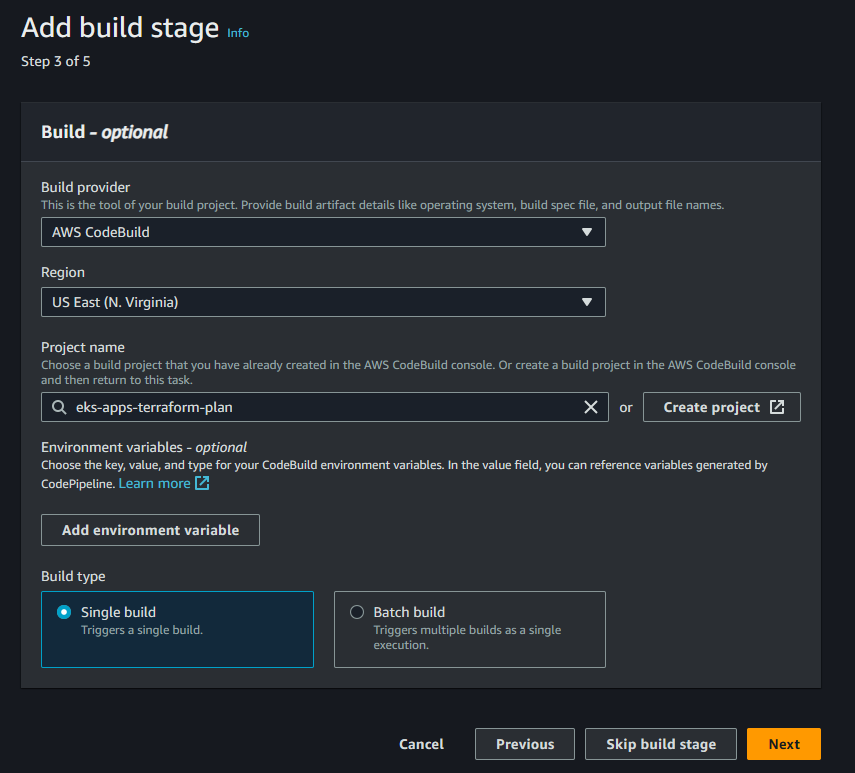 Add build stage Info
Step 3 of 5
Build - optional
Build provider
This is the tool of your build project. Provide build artifact details like operating system, build spec file, and output file names.
AWS CodeBuild
Region
US East (N. Virginia)
Project name
Choose a build project that you have already created in the AWS CodeBuild console. Or create a build project in the AWS CodeBuild console
and then return to this task.
eks-apps-terraform-plan or Create project
Environment variables - optional
Choose the key, value, and type for your CodeBuild environment variables. In the value field, you can reference variables generated by
CodePipeline. Learn more
Add environment variable
Build type
Single build
Triggers a single build.
Batch build
Triggers multiple builds as a single
execution.
Cancel Previous Skip build stage Next